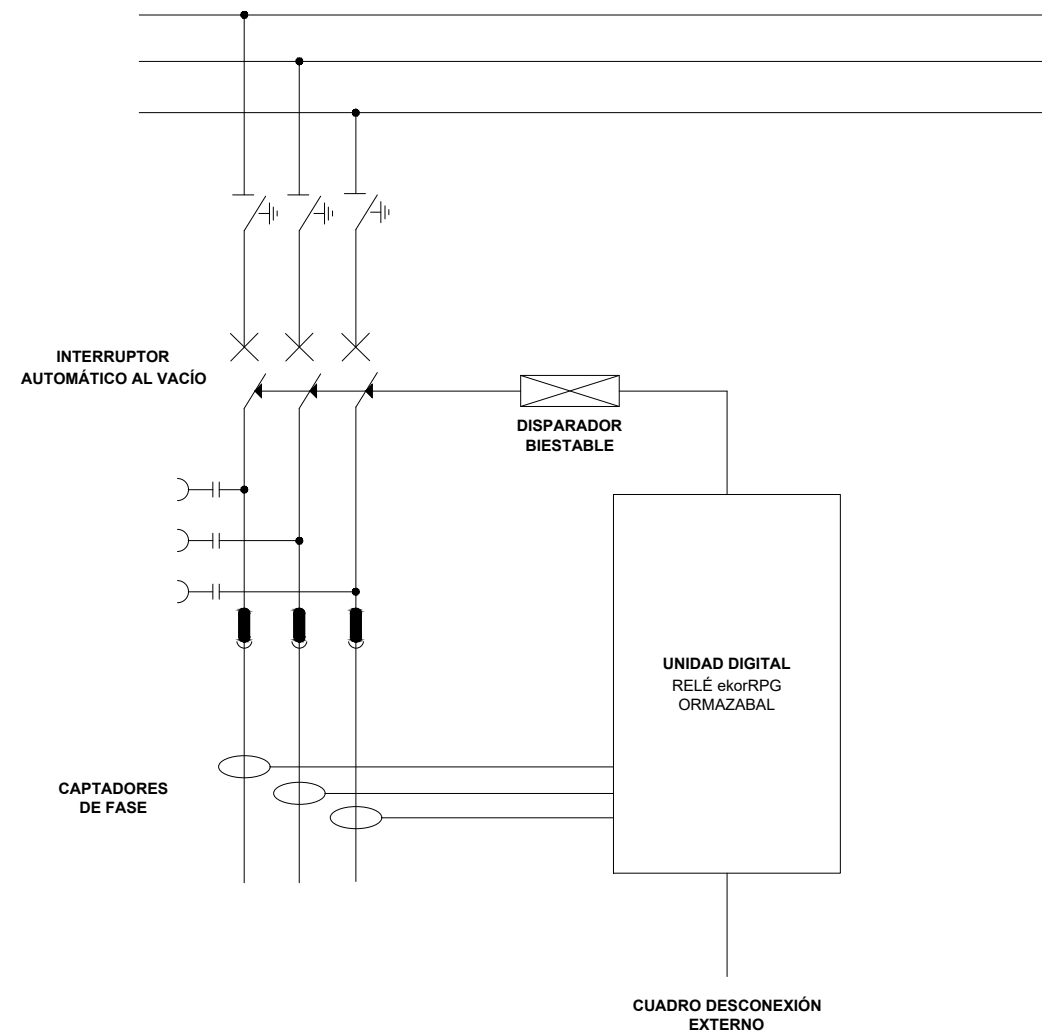 INTERRUPTOR
AUTOMÁTICO AL VACÍO
DISPARADOR
BIESTABLE
UNIDAD DIGITAL
RELÉ ekorRPG
ORMAZABAL
CAPTADORES
DE FASE
CUADRO DESCONEXIÓN
EXTERNO